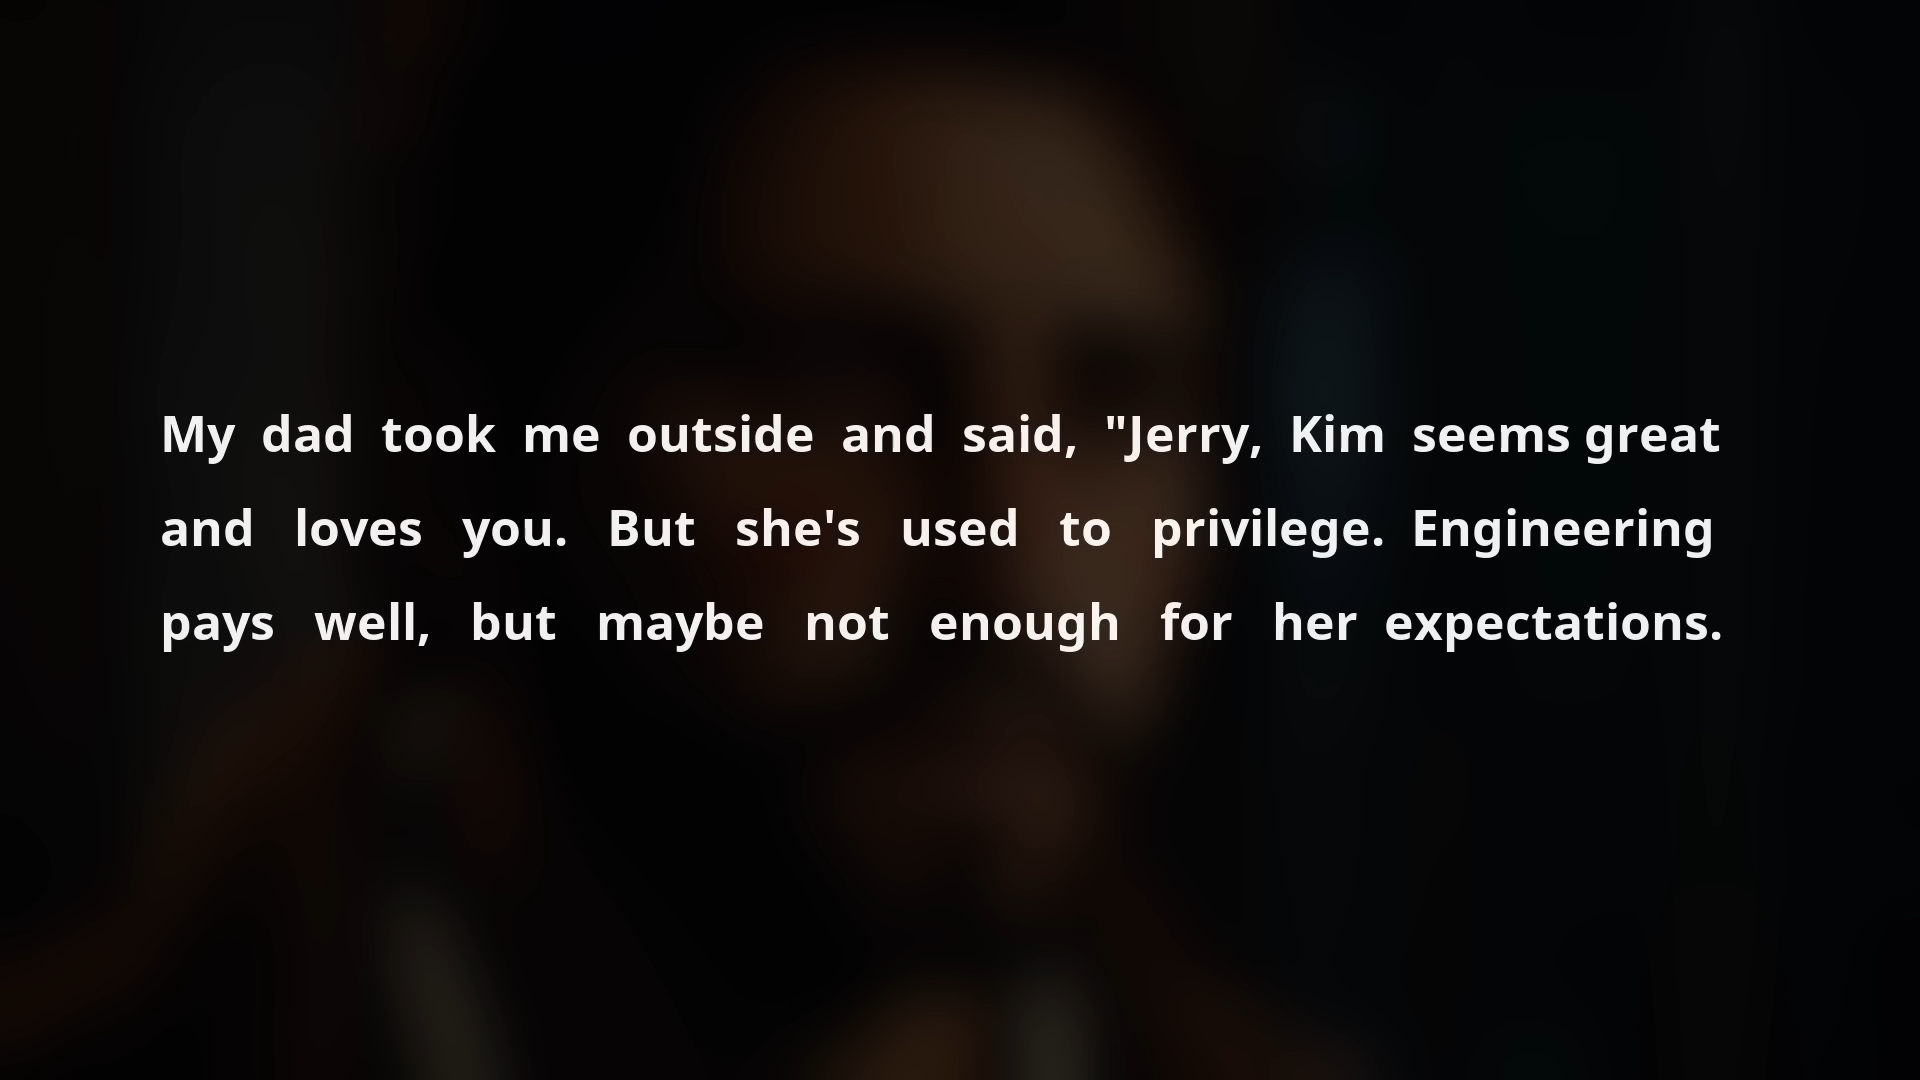 My dad took me outside and said, "Jerry, Kim seems great
and loves you. But she's used to privilege. Engineering
pays well, but maybe not enough for her expectations.